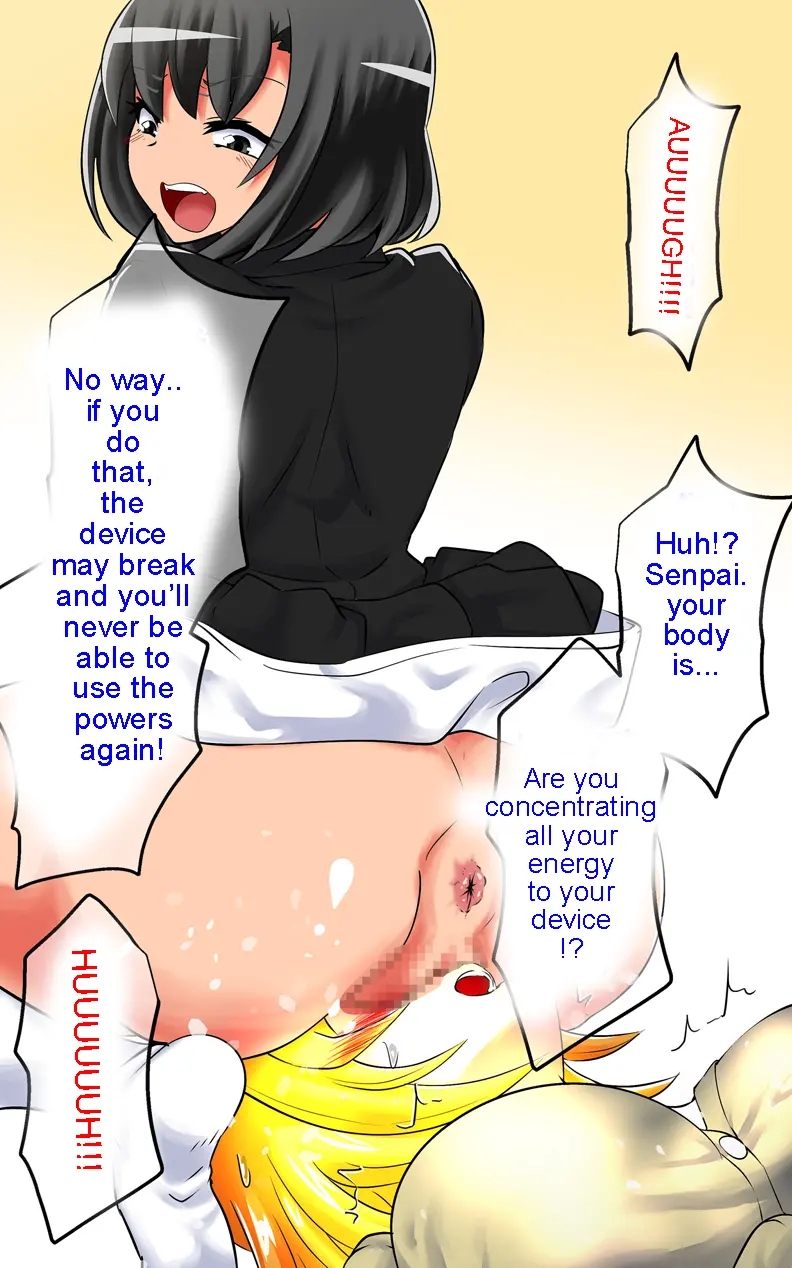 AUUUUUGH!!!!
Huh!?
Senpai.
your
body
is...
Are you
concentrating
all your
energy
to your
device
!?
No way..
if you
do
that,
the
device
may break
and you’ll
never be
able to
use the
powers
again!
HUUUUUUH!!!!